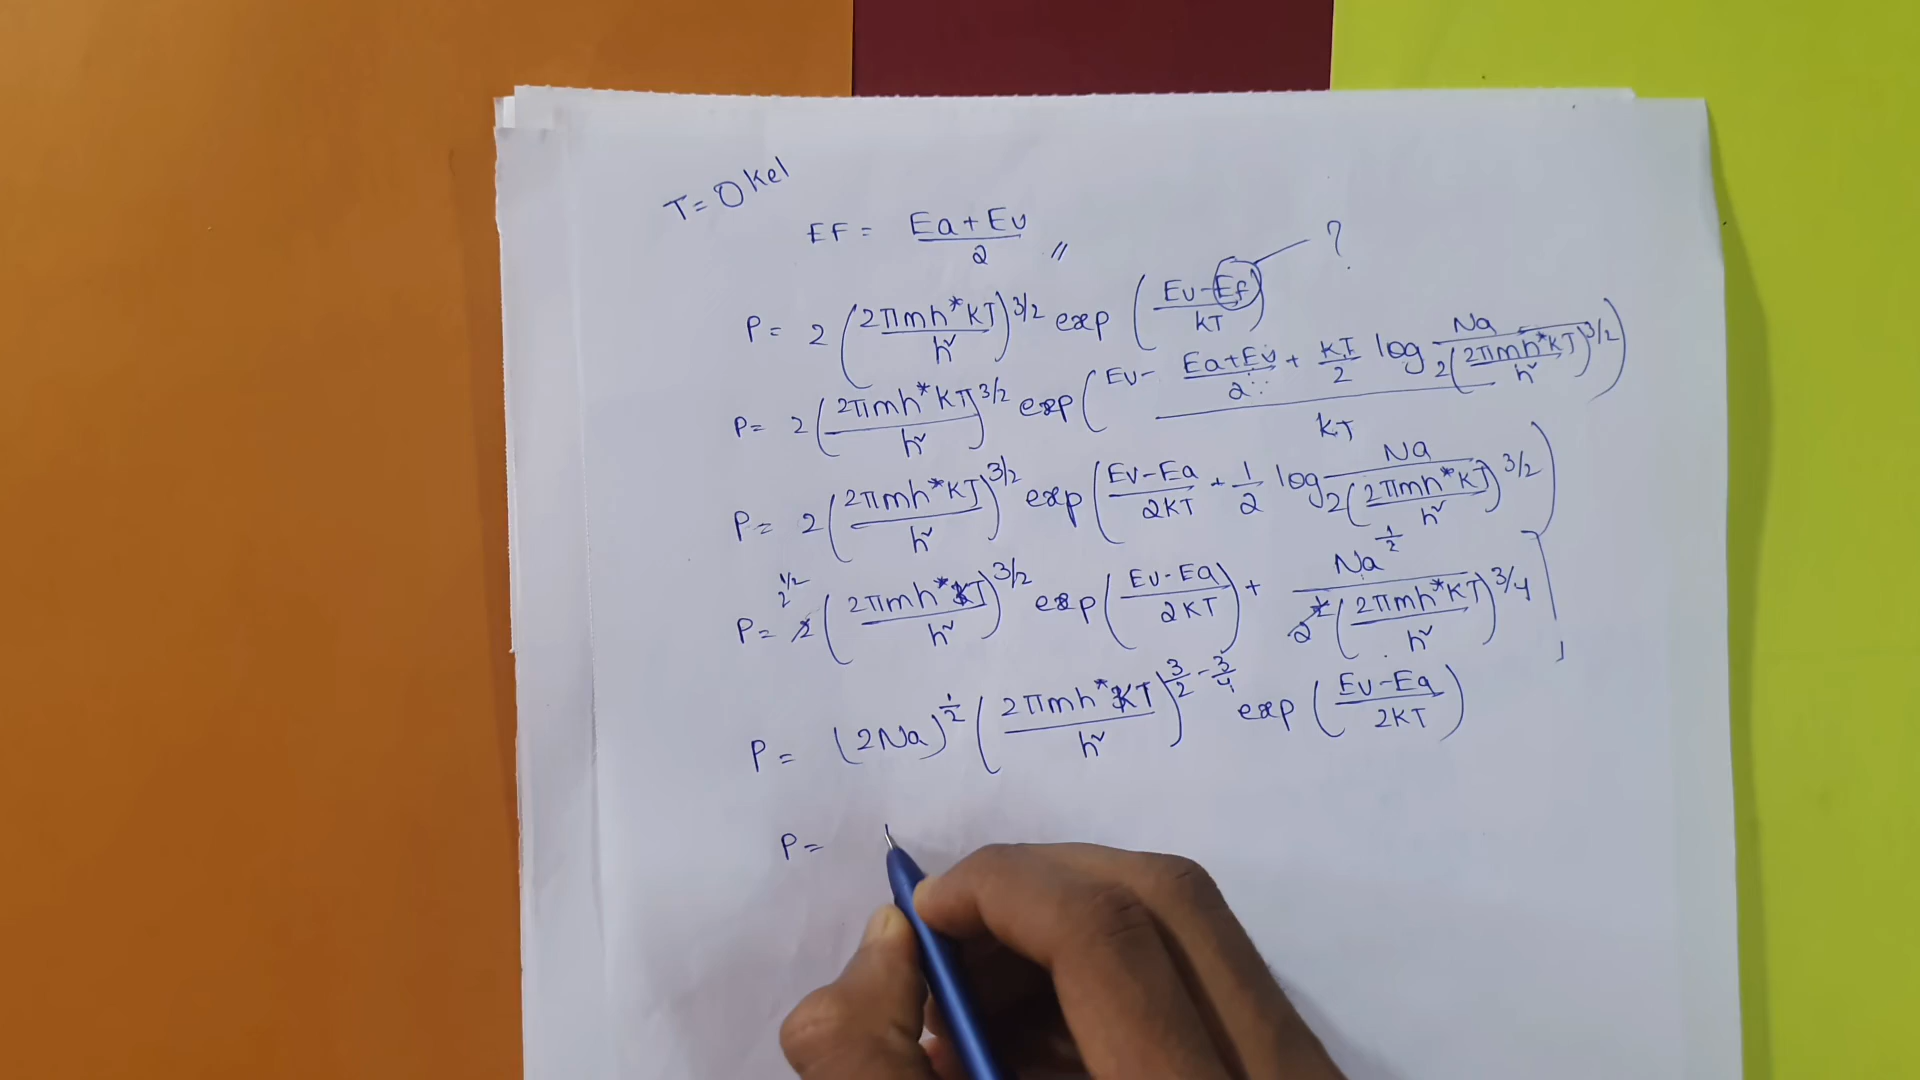 T= 0 Kel
EF = Ea+Ev/2 //
P= 2 (2πmh*KT/h²)^3/2 exp (Ev-Ef/KT) ?
P= 2 (2πmh*KT/h²)^3/2 exp (Ev- Ea+Ev/2 + KT/2 log Na/2(2πmh*KT/h²)^3/2 / KT)
P= 2 (2πmh*KT/h²)^3/2 exp (Ev-Ea/2KT + 1/2 log Na/2(2πmh*KT/h²)^3/2)
P= 2^1/2 (2πmh*KT/h²)^3/2 exp (Ev-Ea/2KT) + Na^1/2/2(2πmh*KT/h²)^3/4
P= (2Na)^1/2 (2πmh*KT/h²)^3/2-3/4 exp (Ev-Ea/2KT)
P=